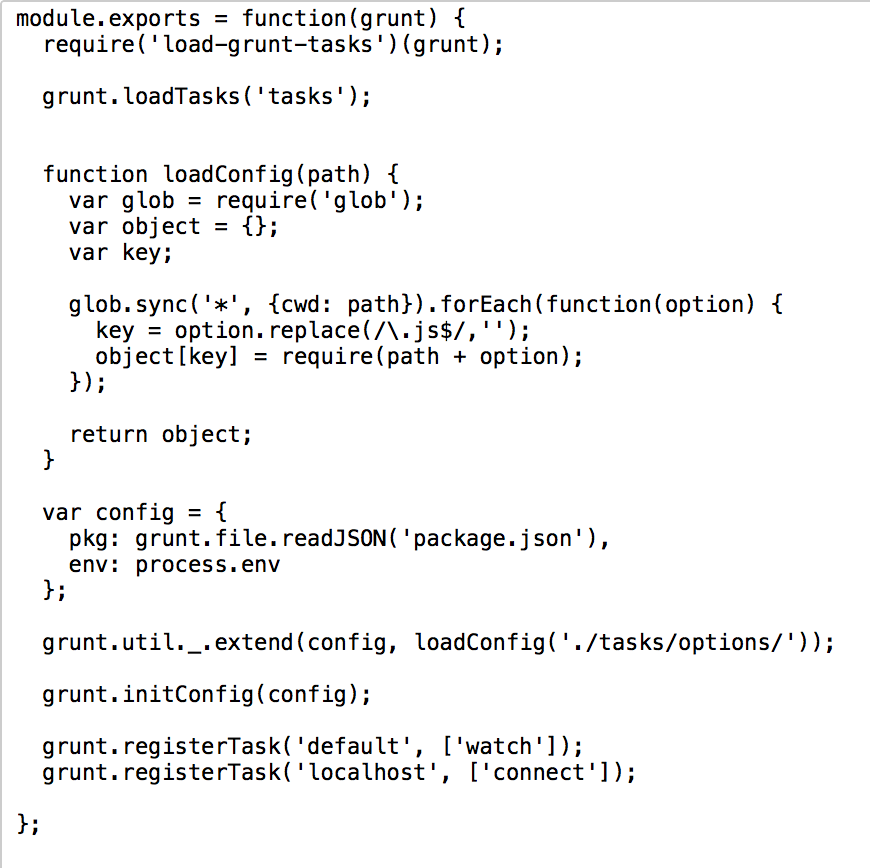 module.exports = function(grunt) {
  require('load-grunt-tasks')(grunt);

  grunt.loadTasks('tasks');


  function loadConfig(path) {
    var glob = require('glob');
    var object = {};
    var key;

    glob.sync('*', {cwd: path}).forEach(function(option) {
      key = option.replace(/\.js$/,'');
      object[key] = require(path + option);
    });

    return object;
  }

  var config = {
    pkg: grunt.file.readJSON('package.json'),
    env: process.env
  };

  grunt.util._.extend(config, loadConfig('./tasks/options/'));

  grunt.initConfig(config);

  grunt.registerTask('default', ['watch']);
  grunt.registerTask('localhost', ['connect']);

};